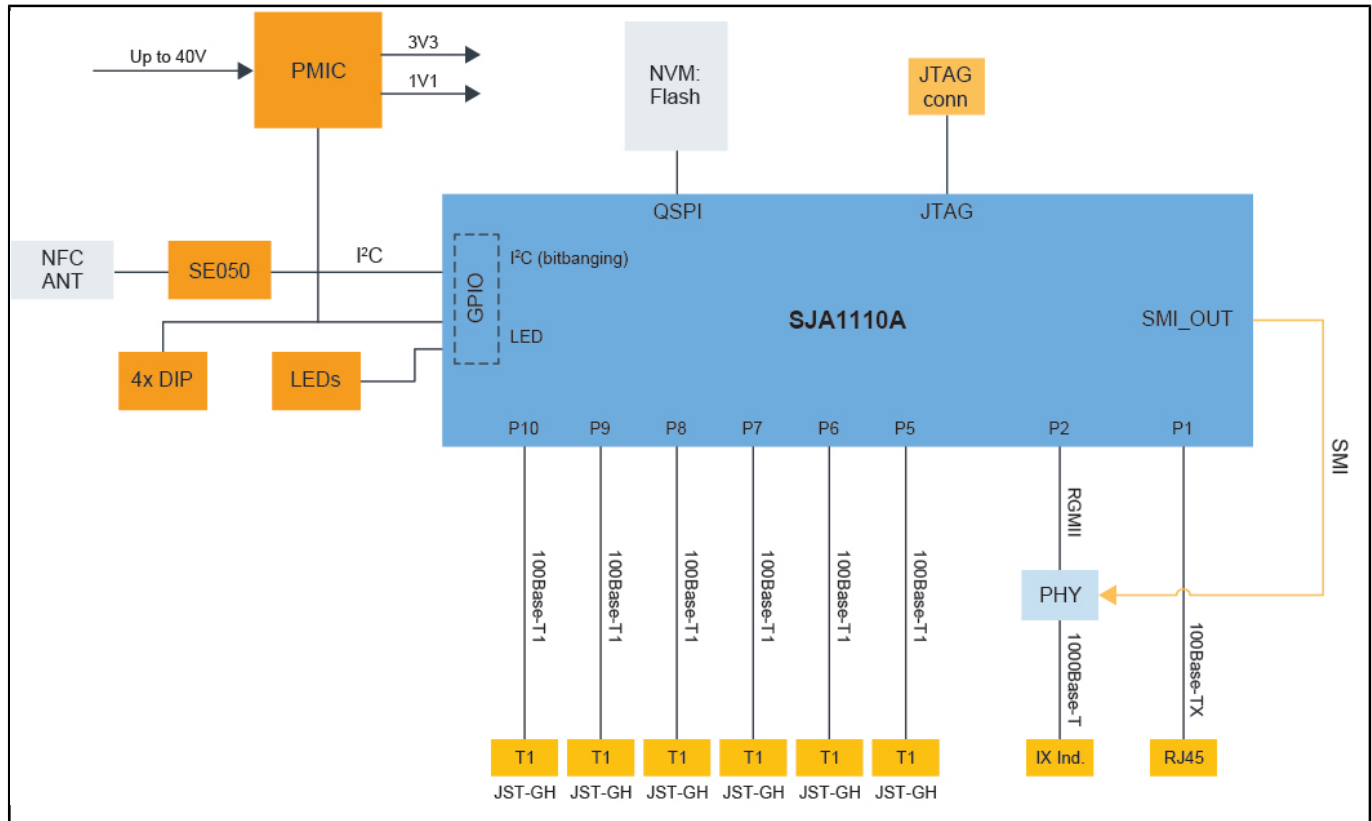 Up to 40V
PMIC
3V3
1V1
NVM:
Flash
JTAG
conn
QSPI
JTAG
NFC
ANT
SE050
I²C
GPIO
I²C (bitbanging)
LED
SJA1110A
SMI_OUT
4x DIP
LEDs
P10
P9
P8
P7
P6
P5
P2
P1
SMI
RGMII
PHY
100Base-T1
100Base-T1
100Base-T1
100Base-T1
100Base-T1
100Base-T1
1000Base-T
100Base-TX
T1
T1
T1
T1
T1
T1
IX Ind.
RJ45
JST-GH
JST-GH
JST-GH
JST-GH
JST-GH
JST-GH